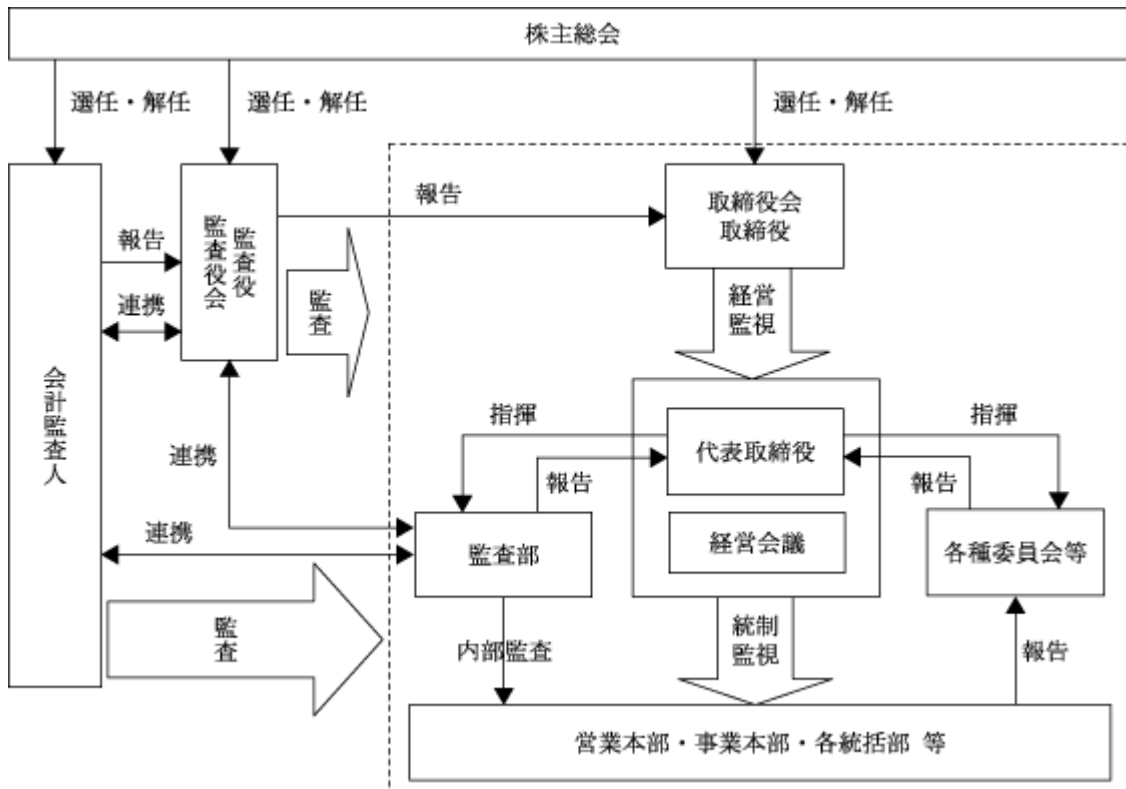 株主総会
選任・解任
選任・解任
選任・解任
報告
取締役会
取締役
監査役
監査役会
報告
連携
監査
経営
監視
会計監査人
指揮
指揮
代表取締役
連携
報告
報告
連携
監査部
経営会議
各種委員会等
監査
内部監査
統制
監視
報告
営業本部・事業本部・各統括部 等